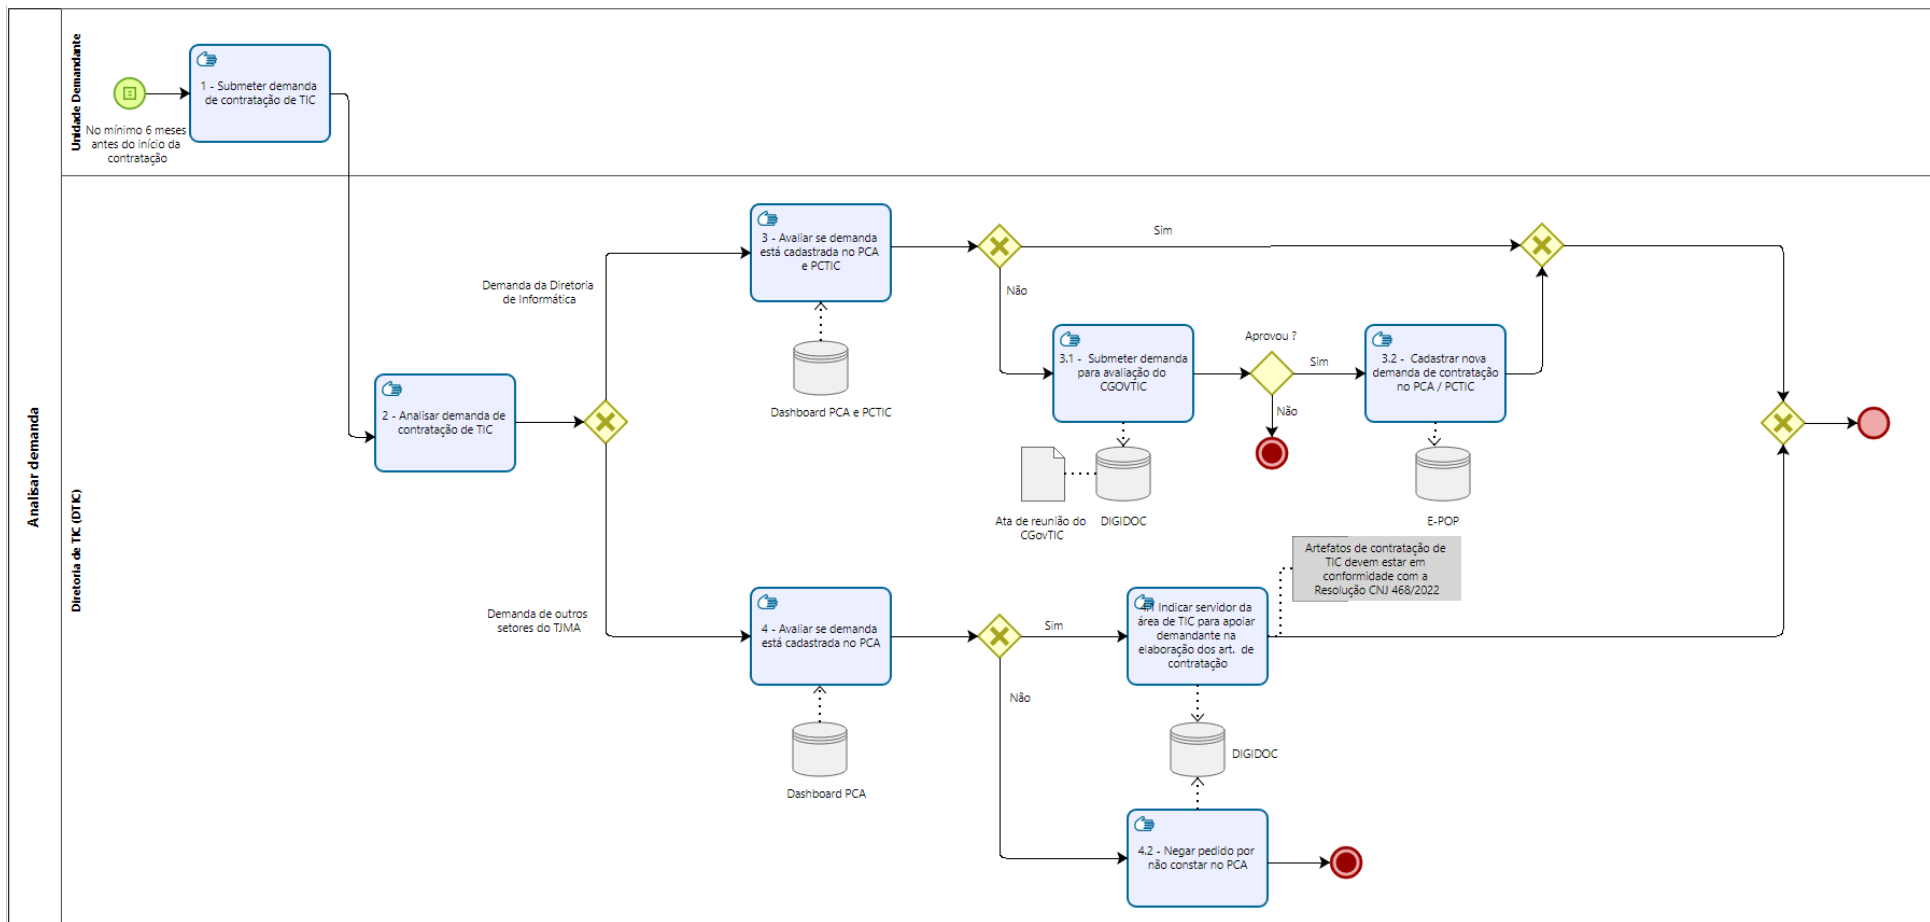 Analisar demanda
Unidade Demandante
No mínimo 6 meses
antes do início da
contratação
1 - Submeter demanda
de contratação de TIC
Diretoria de TIC (DTIC)
2 - Analisar demanda de
contratação de TIC
Demanda da Diretoria
de Informática
3 - Avaliar se demanda
está cadastrada no PCA
e PCTIC
Dashboard PCA e PCTIC
Sim
Não
3.1 - Submeter demanda
para avaliação do
CGOVTIC
Aprovou ?
Sim
Não
3.2 - Cadastrar nova
demanda de contratação
no PCA / PCTIC
Ata de reunião do
CGovTIC
DIGIDOC
E-POP
Artefatos de contratação de
TIC devem estar em
conformidade com a
Resolução CNJ 468/2022
Demanda de outros
setores do TJMA
4 - Avaliar se demanda
está cadastrada no PCA
Dashboard PCA
Sim
Não
4.1 Indicar servidor da
área de TIC para apoiar
demandante na
elaboração dos art. de
contratação
DIGIDOC
4.2 - Negar pedido por
não constar no PCA